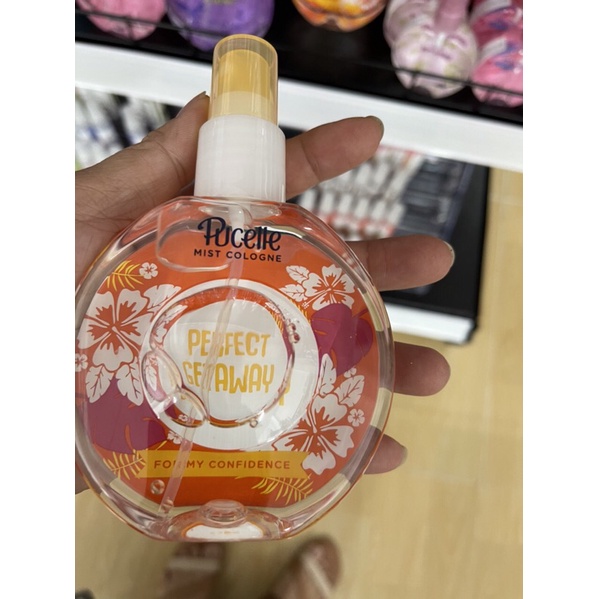 Pucelle
MIST COLOGNE
PERFECT
GETAWAY
FOR MY CONFIDENCE